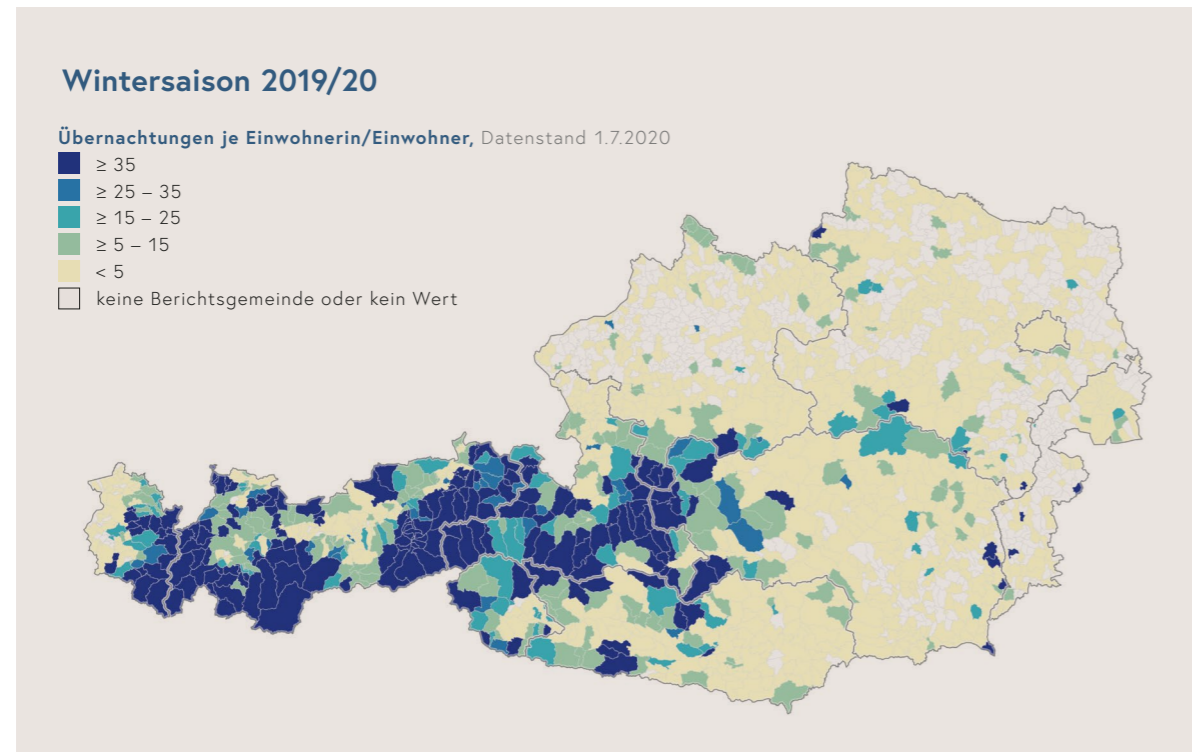 Wintersaison 2019/20
Übernachtungen je Einwohnerin/Einwohner, Datenstand 1.7.2020
≥ 35
≥ 25 – 35
≥ 15 – 25
≥ 5 – 15
< 5
keine Berichtsgemeinde oder kein Wert